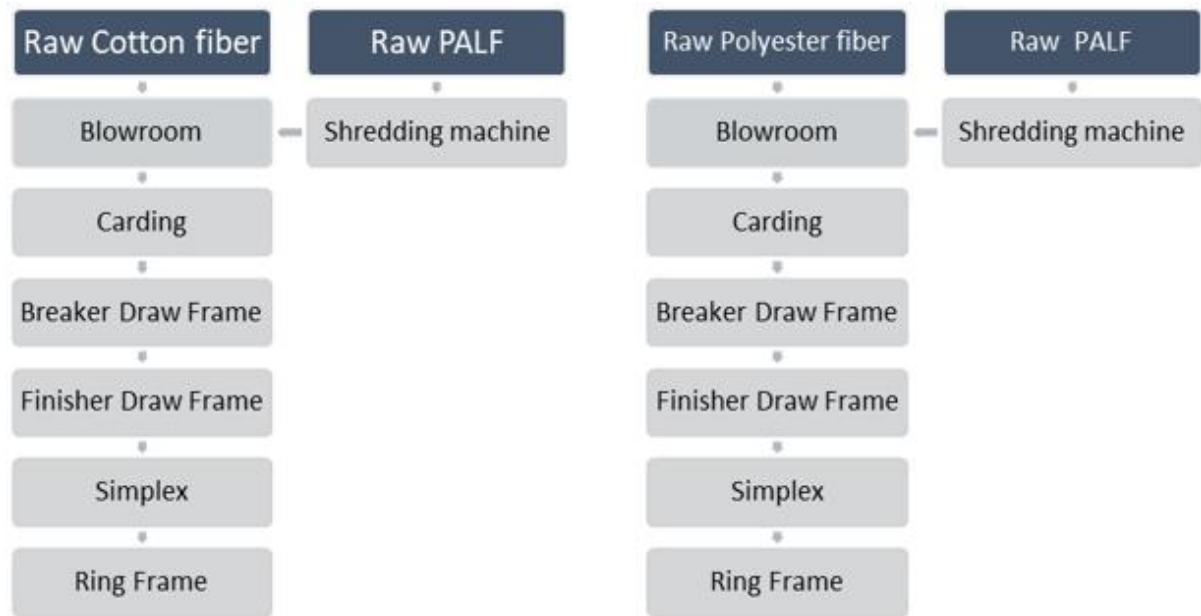 Raw Cotton fiber
Raw PALF
Blowroom
Shredding machine
Carding
Breaker Draw Frame
Finisher Draw Frame
Simplex
Ring Frame
Raw Polyester fiber
Raw PALF
Blowroom
Shredding machine
Carding
Breaker Draw Frame
Finisher Draw Frame
Simplex
Ring Frame